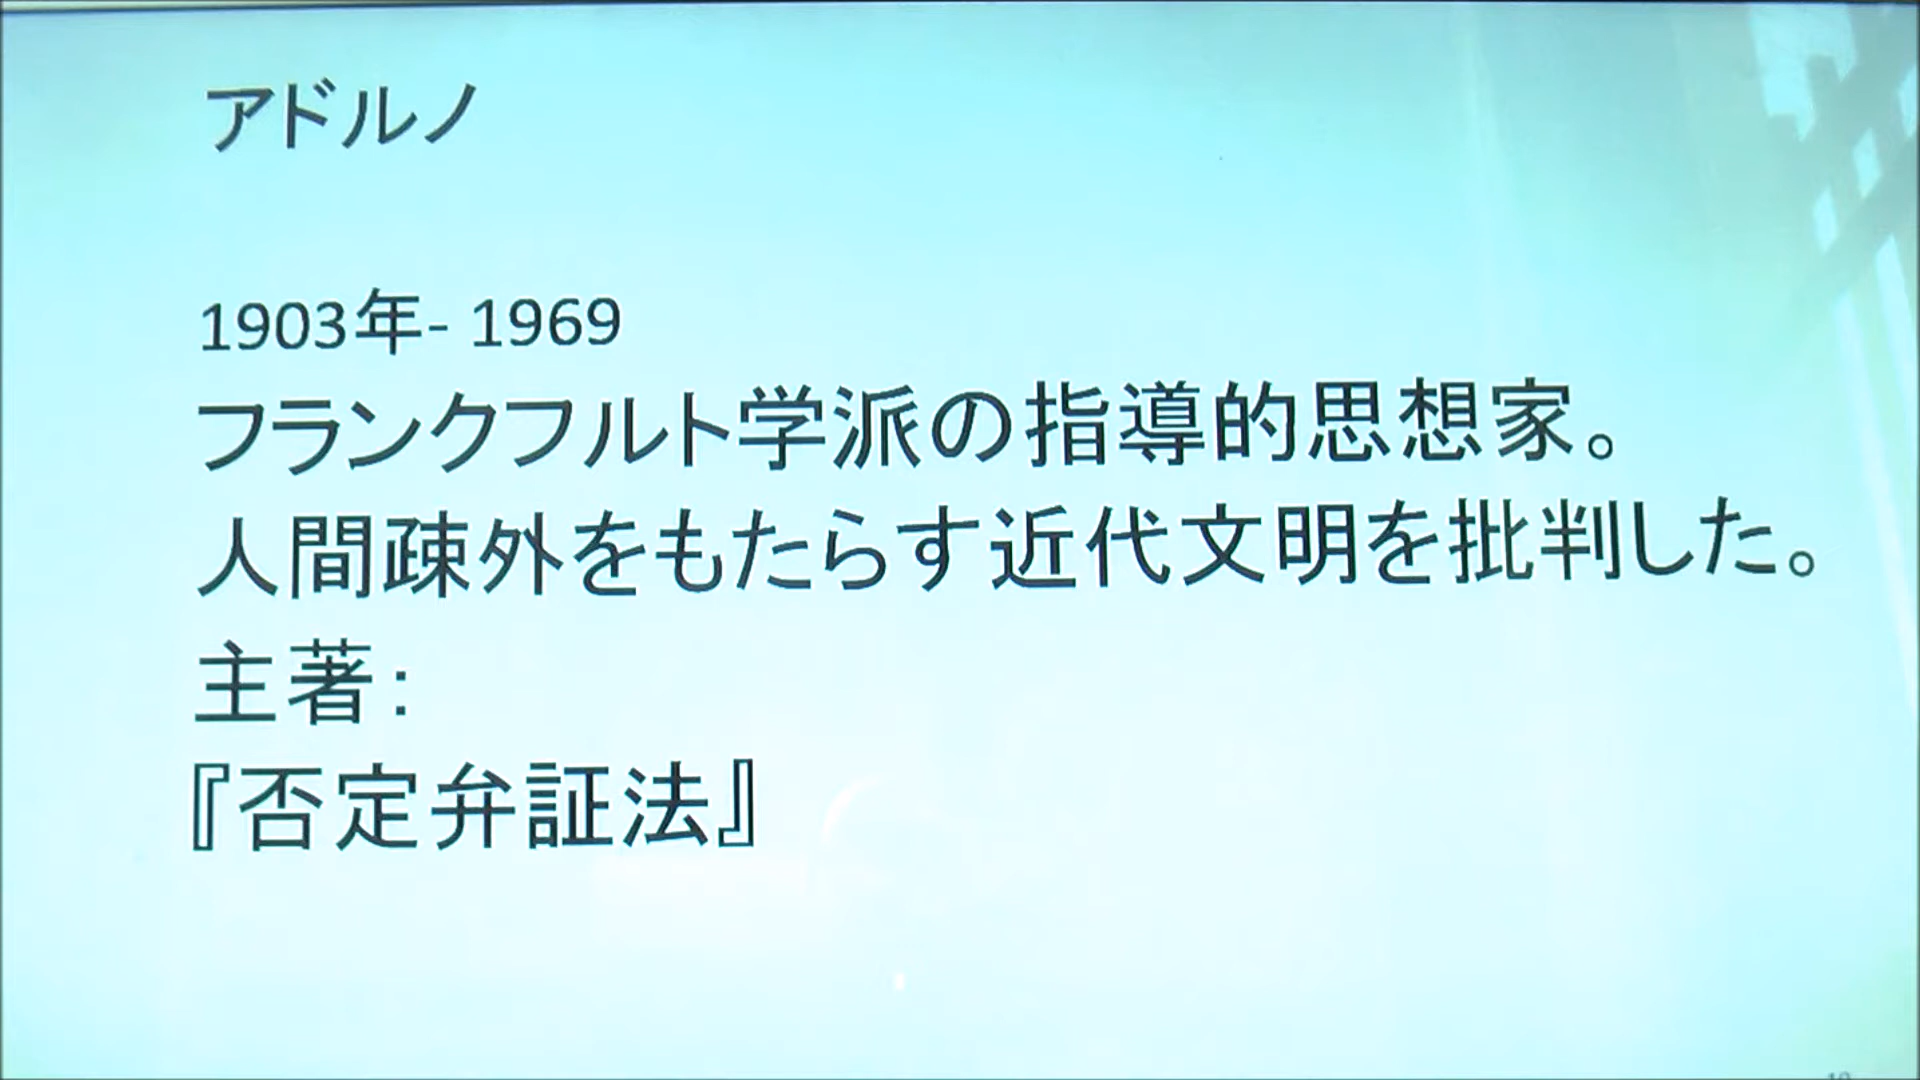 アドルノ
1903年- 1969
フランクフルト学派の指導的思想家。
人間疎外をもたらす近代文明を批判した。
主著：
『否定弁証法』